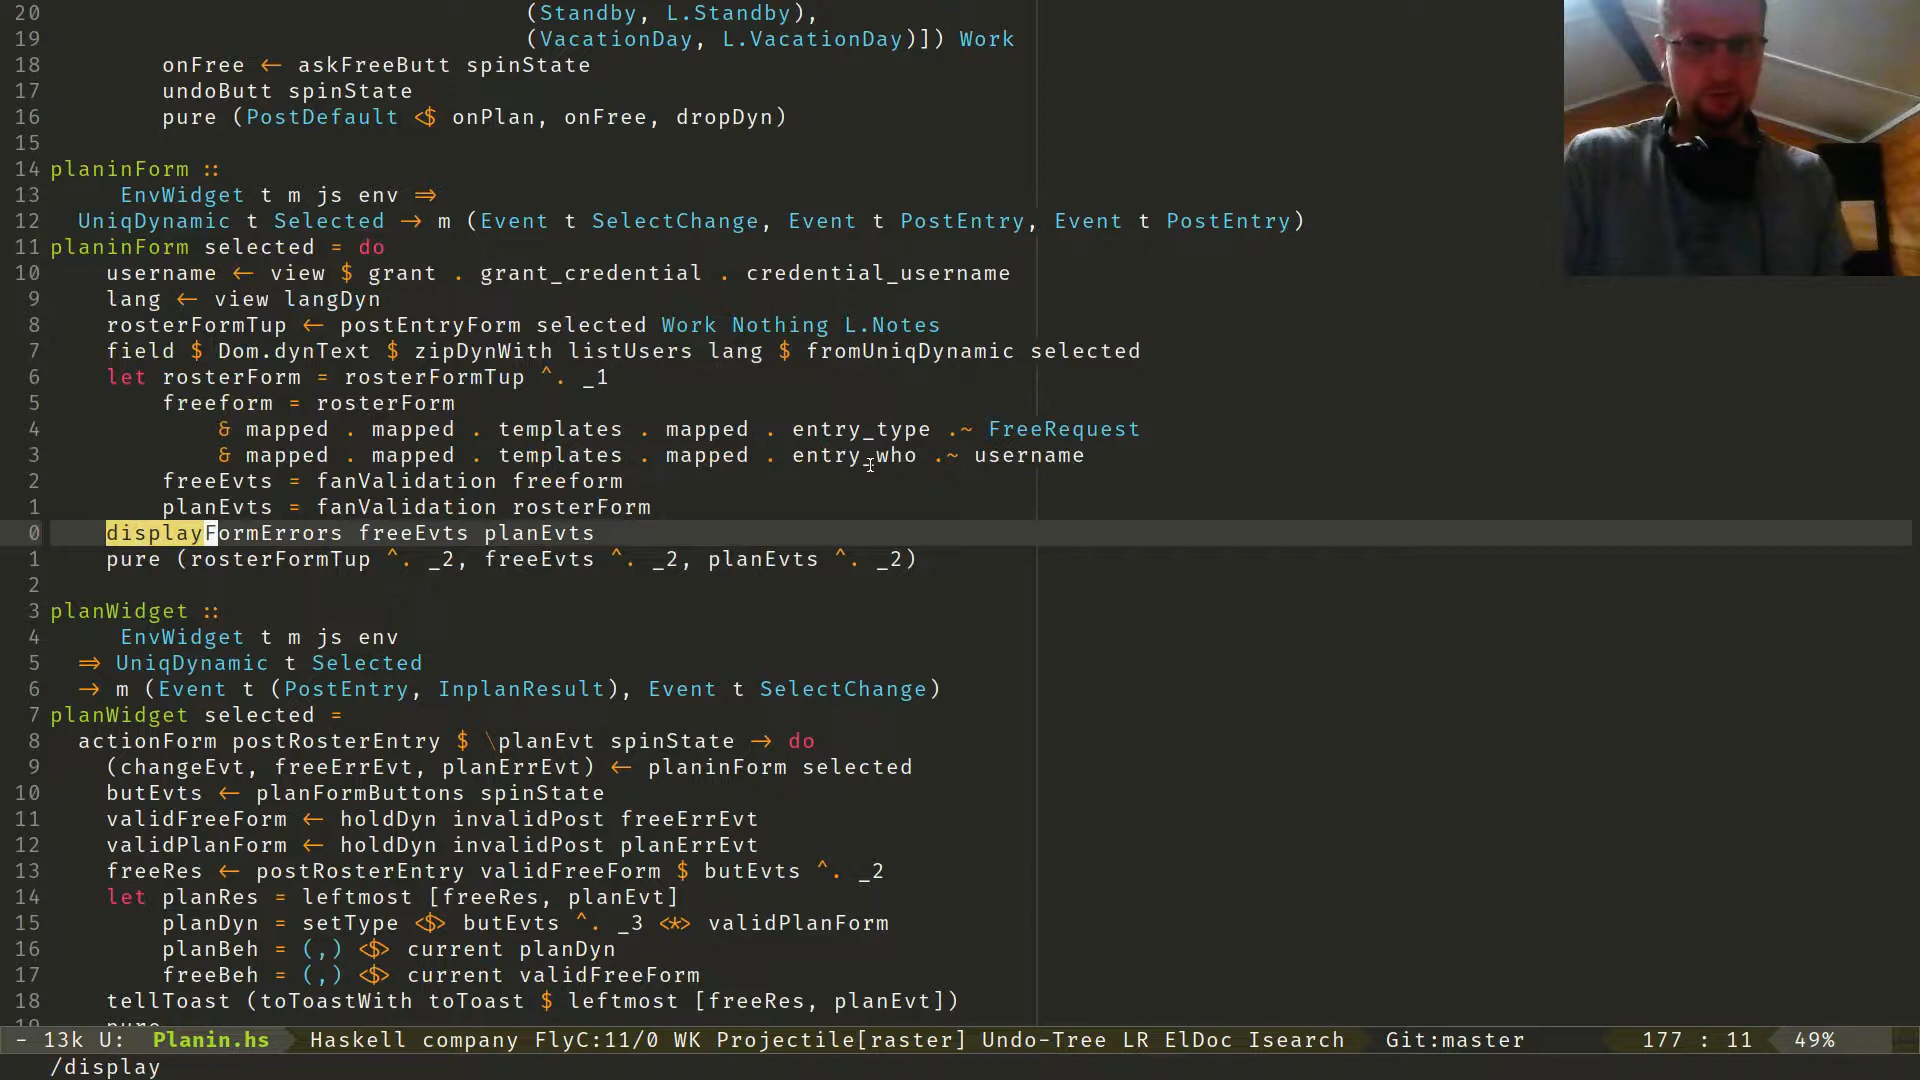 20 (Standby, L.Standby),
19 (VacationDay, L.VacationDay)]) Work
18 onFree ← askFreeButt spinState
17 undoButt spinState
16 pure (PostDefault <$ onPlan, onFree, dropDyn)
15
14 planinForm ::
13 EnvWidget t m js env ⇒
12 UniqDynamic t Selected → m (Event t SelectChange, Event t PostEntry, Event t PostEntry)
11 planinForm selected = do
10 username ← view $ grant . grant_credential . credential_username
9 lang ← view langDyn
8 rosterFormTup ← postEntryForm selected Work Nothing L.Notes
7 field $ Dom.dynText $ zipDynWith listUsers lang $ fromUniqDynamic selected
6 let rosterForm = rosterFormTup ^. _1
5 freeform = rosterForm
4 & mapped . mapped . templates . mapped . entry_type .~ FreeRequest
3 & mapped . mapped . templates . mapped . entry_who .~ username
2 freeEvts = fanValidation freeform
1 planEvts = fanValidation rosterForm
0 displayFormErrors freeEvts planEvts
1 pure (rosterFormTup ^. _2, freeEvts ^. _2, planEvts ^. _2)
2
3 planWidget ::
4 EnvWidget t m js env
5 ⇒ UniqDynamic t Selected
6 → m (Event t (PostEntry, InplanResult), Event t SelectChange)
7 planWidget selected =
8 actionForm postRosterEntry $ \planEvt spinState → do
9 (changeEvt, freeErrEvt, planErrEvt) ← planinForm selected
10 butEvts ← planFormButtons spinState
11 validFreeForm ← holdDyn invalidPost freeErrEvt
12 validPlanForm ← holdDyn invalidPost planErrEvt
13 freeRes ← postRosterEntry validFreeForm $ butEvts ^. _2
14 let planRes = leftmost [freeRes, planEvt]
15 planDyn = setType <$> butEvts ^. _3 <*> validPlanForm
16 planBeh = (,) <$> current planDyn
17 freeBeh = (,) <$> current validFreeForm
18 tellToast (toToastWith toToast $ leftmost [freeRes, planEvt])
19 pure
- 13k U: Planin.hs Haskell company FlyC:11/0 WK Projectile[raster] Undo-Tree LR ElDoc Isearch Git:master 177 : 11 49%
/display